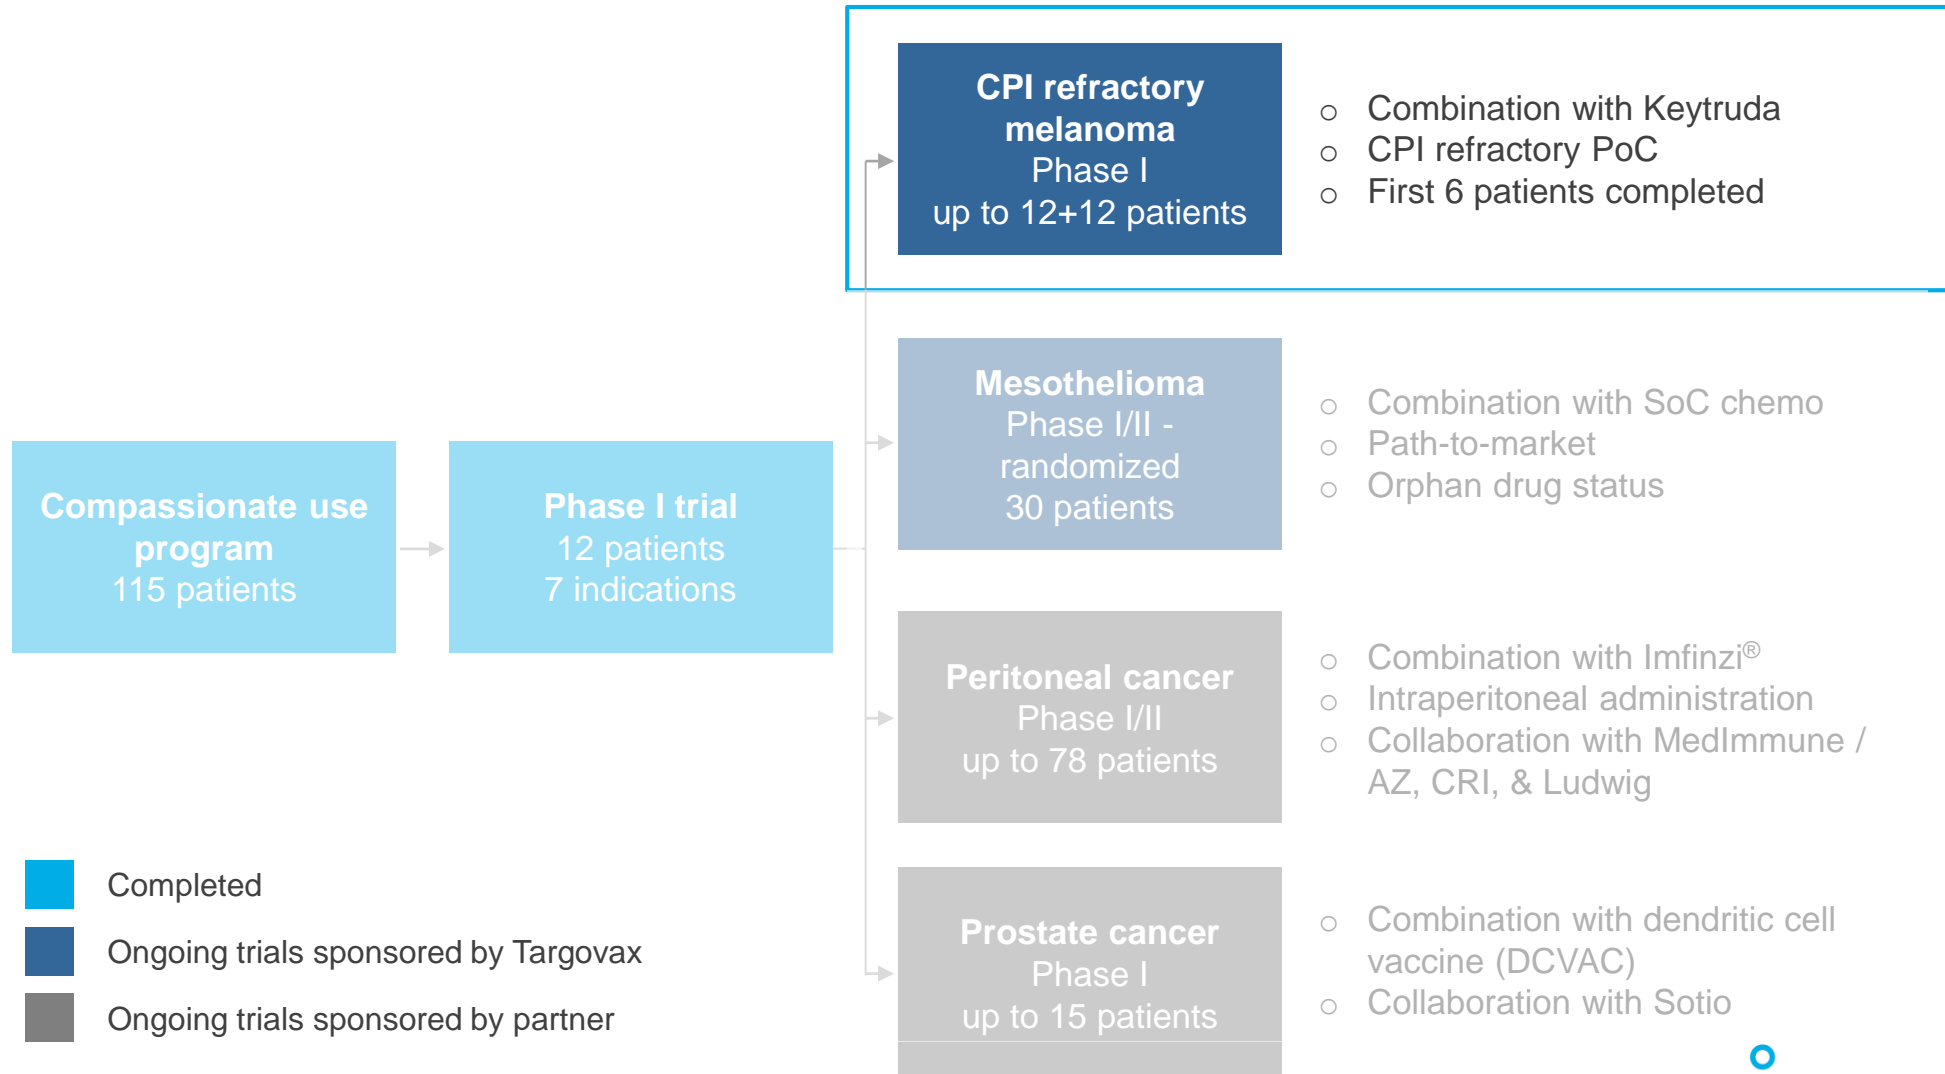 CPI refractory
melanoma
Phase I
up to 12+12 patients
o Combination with Keytruda
o CPI refractory PoC
o First 6 patients completed
Mesothelioma
Phase I/II -
randomized
30 patients
o Combination with SoC chemo
o Path-to-market
o Orphan drug status
Compassionate use
program
115 patients
Phase I trial
12 patients
7 indications
Peritoneal cancer
Phase I/II
up to 78 patients
o Combination with Imfinzi®
o Intraperitoneal administration
o Collaboration with MedImmune /
AZ, CRI, & Ludwig
Prostate cancer
Phase I
up to 15 patients
o Combination with dendritic cell
vaccine (DCVAC)
o Collaboration with Sotio
Completed
Ongoing trials sponsored by Targovax
Ongoing trials sponsored by partner